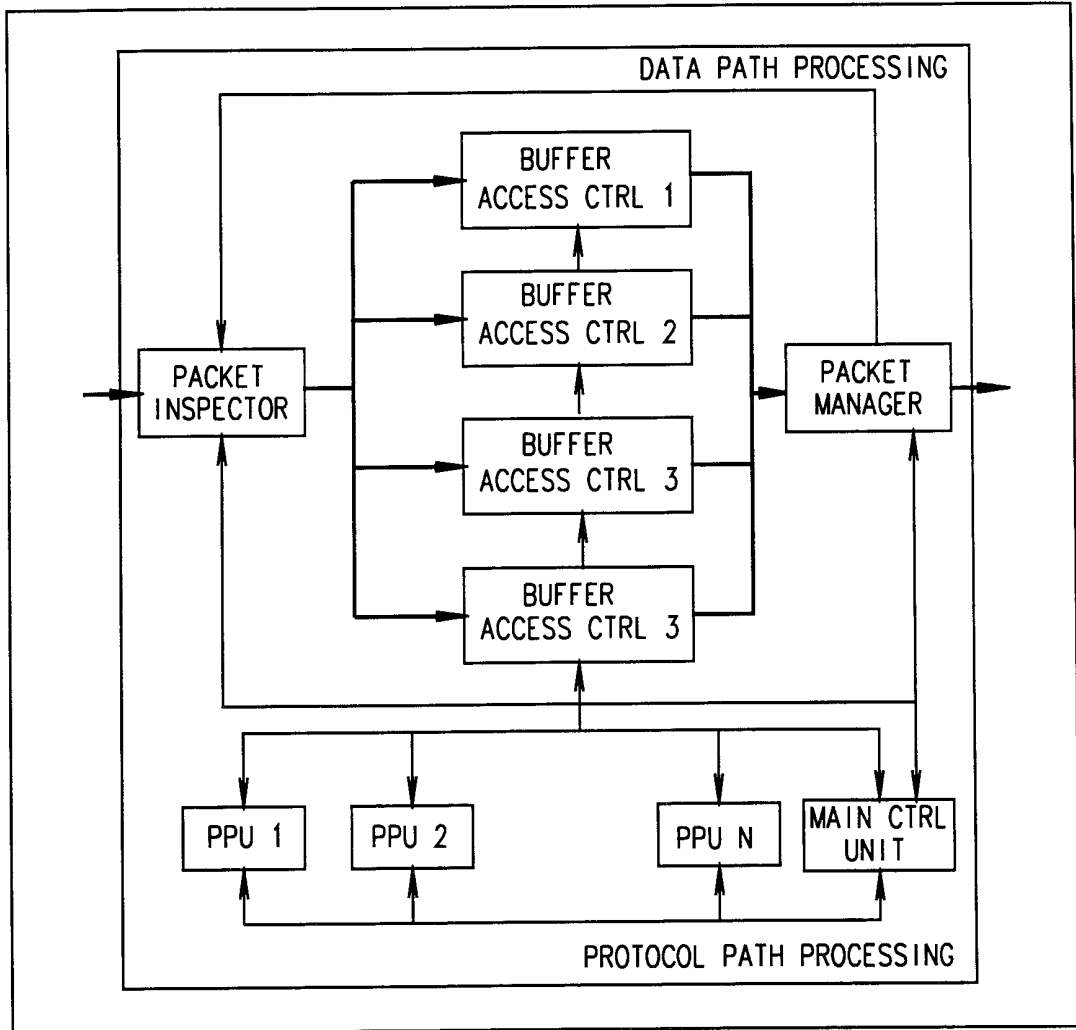 DATA PATH PROCESSING
BUFFER
ACCESS CTRL 1
BUFFER
ACCESS CTRL 2
PACKET
INSPECTOR
PACKET
MANAGER
BUFFER
ACCESS CTRL 3
BUFFER
ACCESS CTRL 3
PPU 1
PPU 2
PPU N
MAIN CTRL
UNIT
PROTOCOL PATH PROCESSING